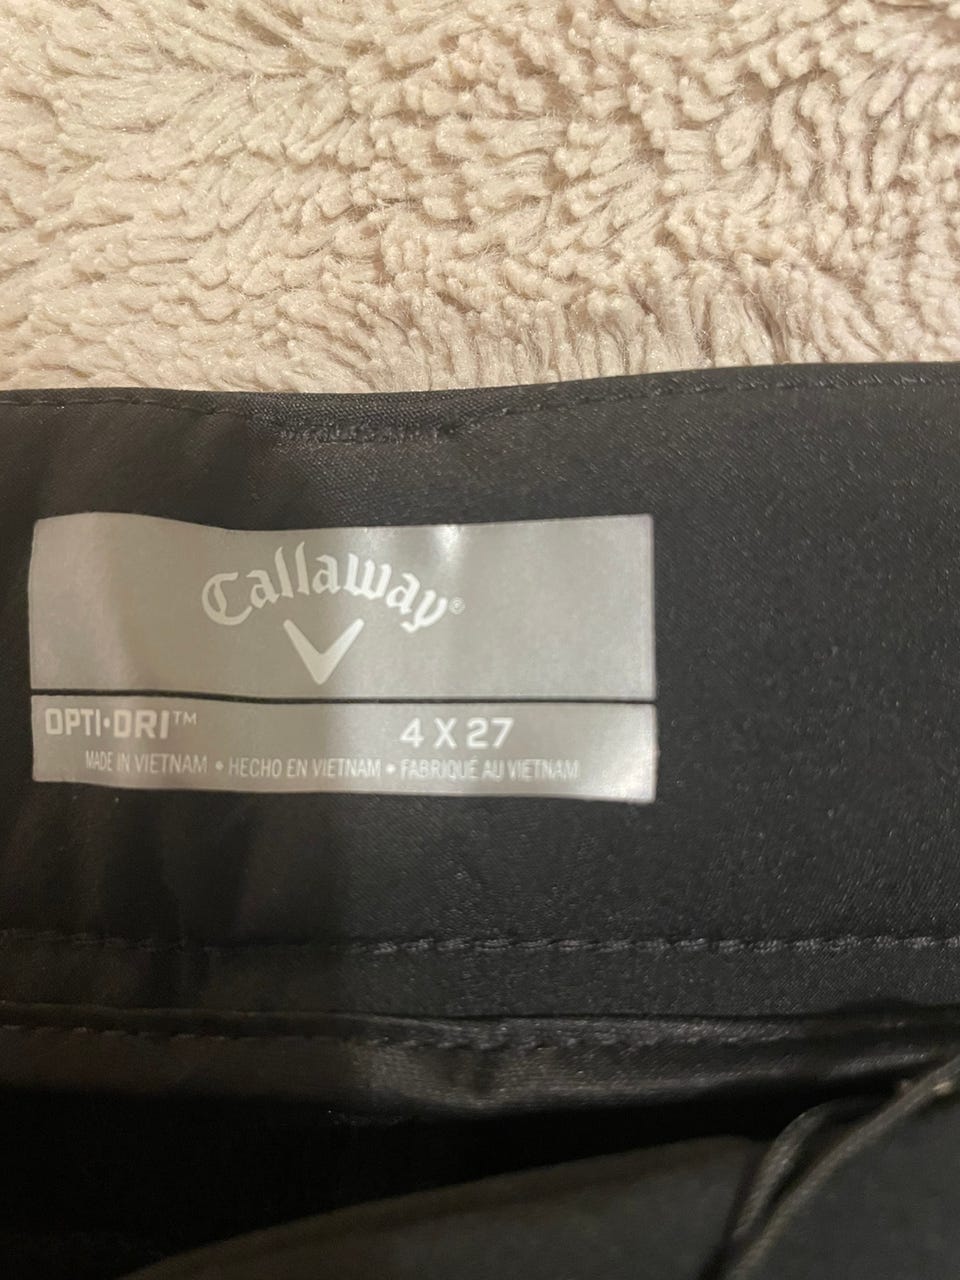 Callaway®
OPTI•DRI™ 4 X 27
MADE IN VIETNAM • HECHO EN VIETNAM • FABRIQUÉ AU VIETNAM